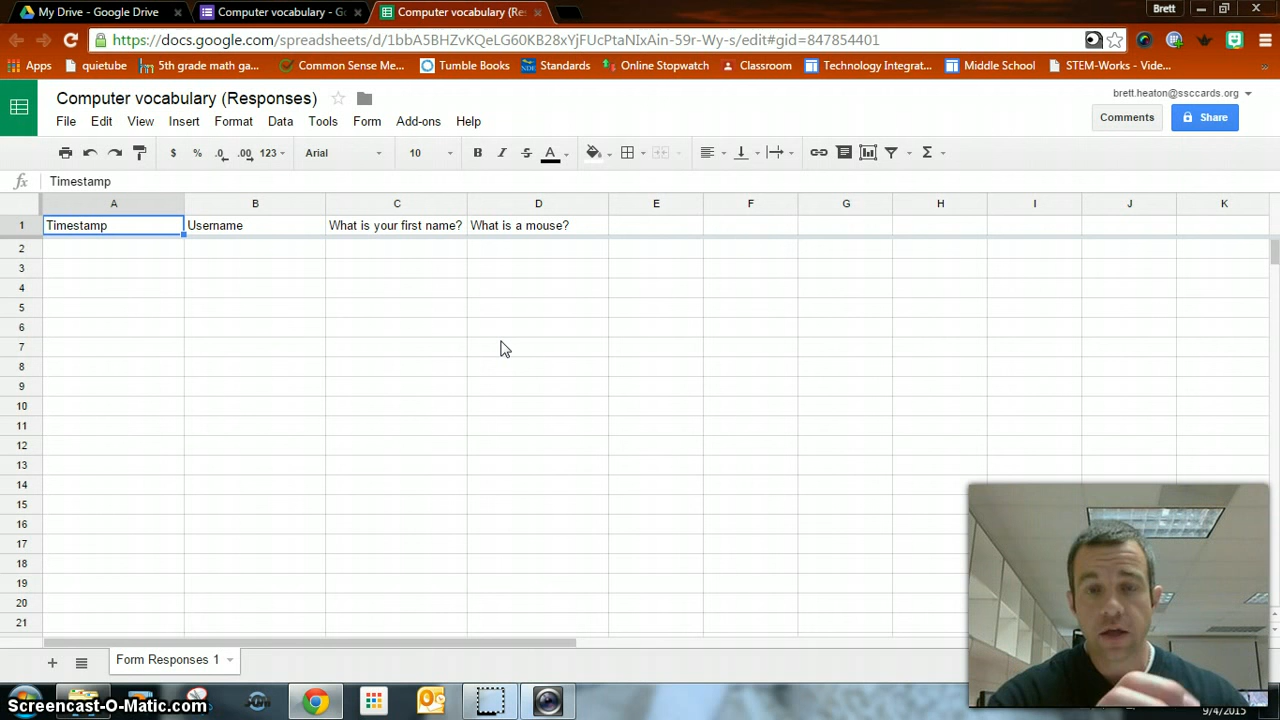 My Drive - Google Drive
Computer vocabulary - Go
Computer vocabulary (Res
Brett
https://docs.google.com/spreadsheets/d/1bbA5BHZvKQeLG60KB28xYjFUcPtaNIxAin-59r-Wy-s/edit#gid=847854401
Apps quietube 5th grade math ga... Common Sense Me... Tumble Books Standards Online Stopwatch Classroom Technology Integrat... Middle School STEM-Works - Vide...
Computer vocabulary (Responses)
brett.heaton@ssccards.org
File Edit View Insert Format Data Tools Form Add-ons Help
Comments Share
$ % .0 .00 123 Arial 10 B I S A Σ
fx Timestamp
A B C D E F G H I J K
1 Timestamp Username What is your first name? What is a mouse?
2
3
4
5
6
7
8
9
10
11
12
13
14
15
16
17
18
19
20
21
Form Responses 1
Screencast-O-Matic.com
9/4/2015